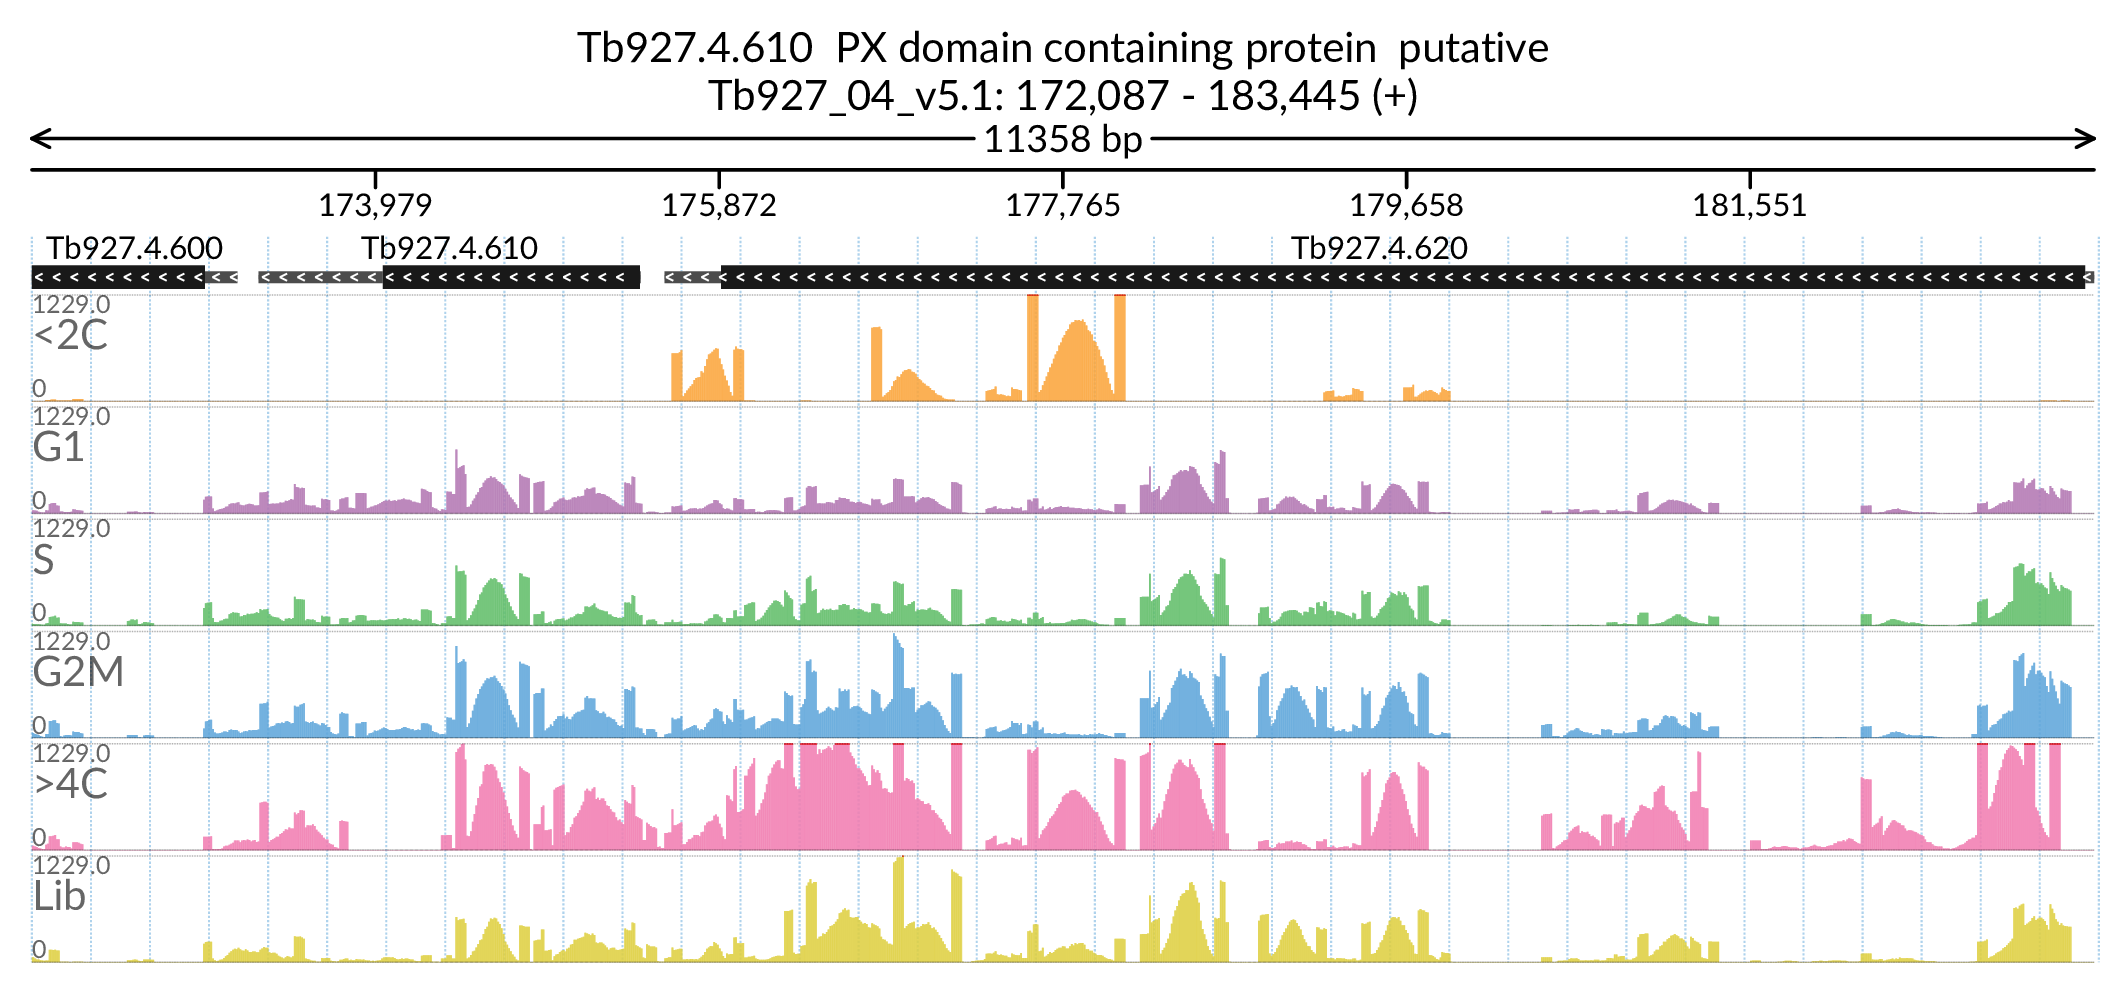 Tb927.4.610  PX domain containing protein  putative
Tb927_04_v5.1: 172,087 - 183,445 (+)
11358 bp
173,979 175,872 177,765 179,658 181,551
Tb927.4.600 Tb927.4.610 Tb927.4.620
1229.0
<2C
0
1229.0
G1
0
1229.0
S
0
1229.0
G2M
0
1229.0
>4C
0
1229.0
Lib
0